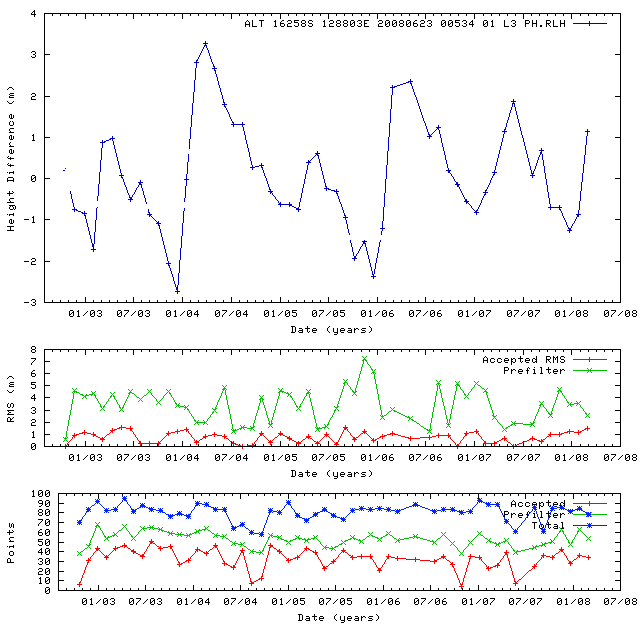 ALT 16258S 128803E 20080623 00534 01 L3 PH.RLH
Height Difference (m)
4
3
2
1
0
-1
-2
-3
01/03 07/03 01/04 07/04 01/05 07/05 01/06 07/06 01/07 07/07 01/08 07/08
Date (years)
Accepted RMS
Prefilter
RMS (m)
8
7
6
5
4
3
2
1
0
01/03 07/03 01/04 07/04 01/05 07/05 01/06 07/06 01/07 07/07 01/08 07/08
Date (years)
Accepted
Prefilter
Total
Points
100
90
80
70
60
50
40
30
20
10
0
01/03 07/03 01/04 07/04 01/05 07/05 01/06 07/06 01/07 07/07 01/08 07/08
Date (years)